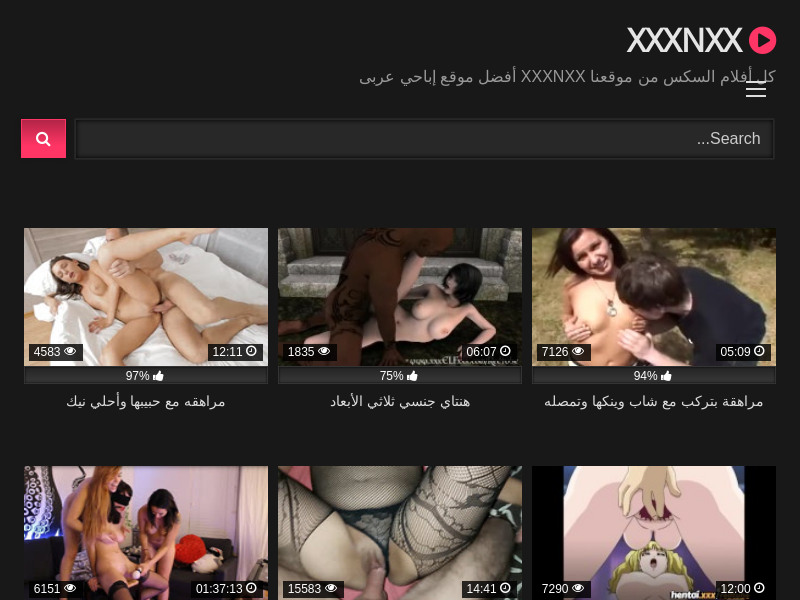 XXXNXX
كل أفلام السكس من موقعنا XXXNXX أفضل موقع إباحي عربى
Search...
7126
05:09
94%
مراهقة بتركب مع شاب وينكها وتمصله
1835
06:07
75%
هنتاي جنسي ثلاثي الأبعاد
4583
12:11
97%
مراهقه مع حبيبها وأحلي نيك
hentai.xxx
7290
12:00
15583
14:41
6151
01:37:13